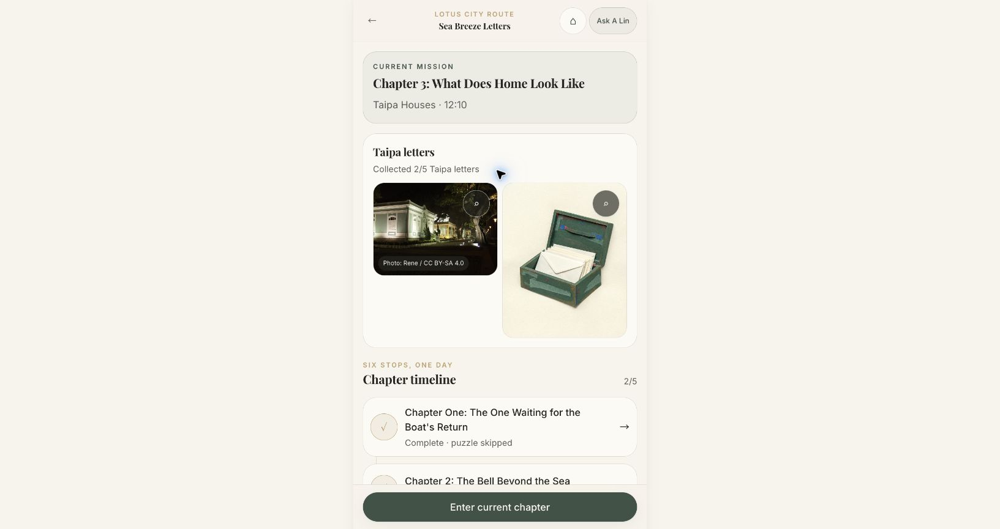 ←
LOTUS CITY ROUTE
Sea Breeze Letters
Ask A Lin
CURRENT MISSION
Chapter 3: What Does Home Look Like
Taipa Houses · 12:10
Taipa letters
Collected 2/5 Taipa letters
Photo: Rene / CC BY-SA 4.0
SIX STOPS, ONE DAY
Chapter timeline
2/5
√
Chapter One: The One Waiting for the
Boat's Return
Complete · puzzle skipped
→
Chapter 2: The Bell Beyond the Sea
Enter current chapter